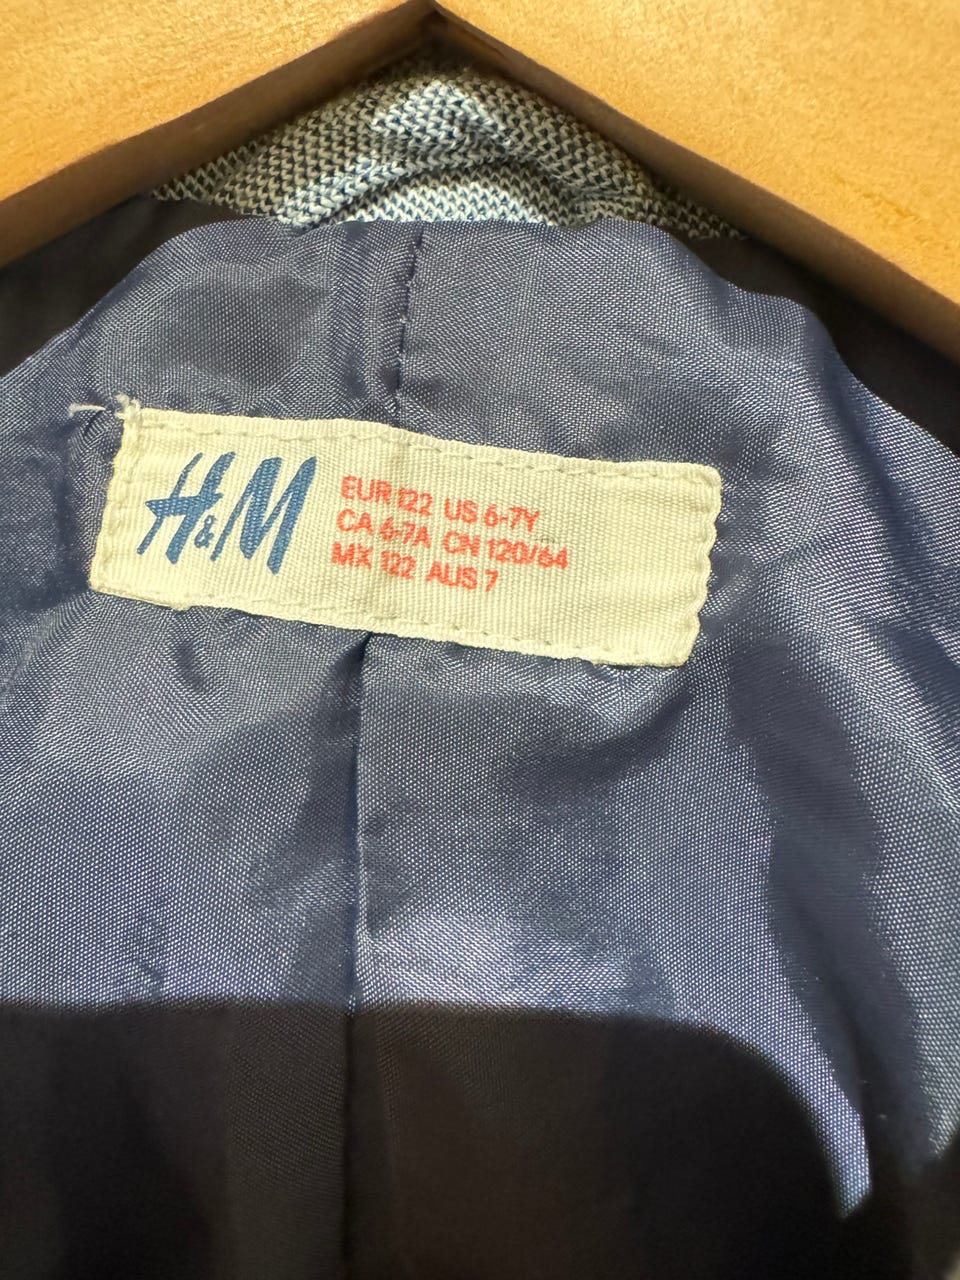 H&M
EUR 122 US 6-7Y
CA 6-7A CN 120/64
MX 122 AUS 7